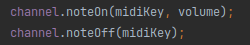 channel.noteOn(midiKey, volume);
channel.noteOff(midiKey);